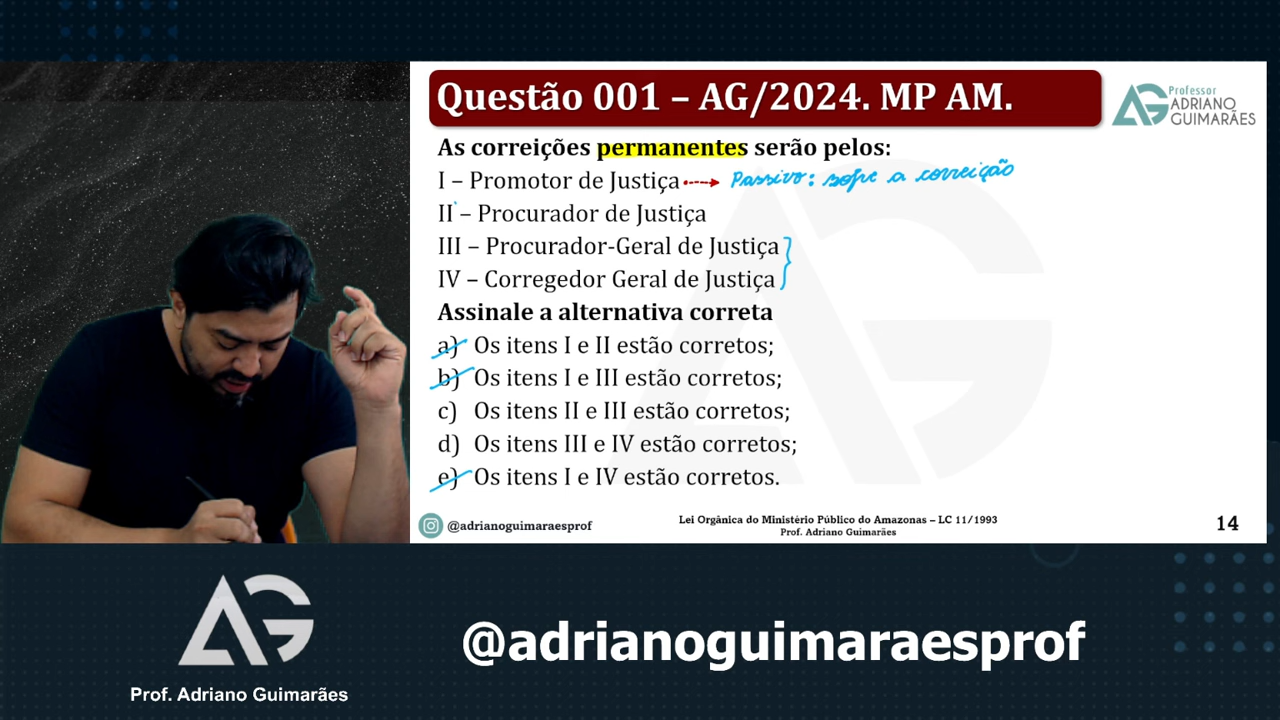 Questão 001 – AG/2024. MP AM.
Professor
ADRIANO
GUIMARÃES
As correições permanentes serão pelos:
I – Promotor de Justiça
Passivo: sofre a correição
II – Procurador de Justiça
III – Procurador-Geral de Justiça
IV – Corregedor Geral de Justiça
Assinale a alternativa correta
a) Os itens I e II estão corretos;
b) Os itens I e III estão corretos;
c) Os itens II e III estão corretos;
d) Os itens III e IV estão corretos;
e) Os itens I e IV estão corretos.
@adrianoguimaraesprof
Lei Orgânica do Ministério Público do Amazonas – LC 11/1993
Prof. Adriano Guimarães
14
AG
Prof. Adriano Guimarães
@adrianoguimaraesprof